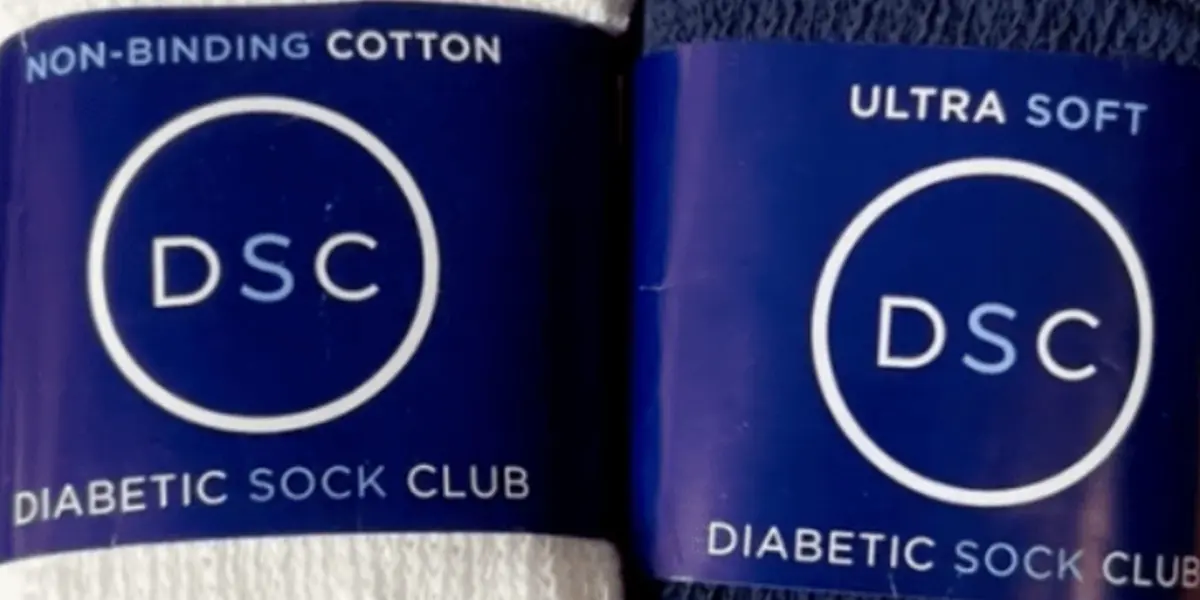 NON-BINDING COTTON
DSC
DIABETIC SOCK CLUB
ULTRA SOFT
DSC
DIABETIC SOCK CLUB